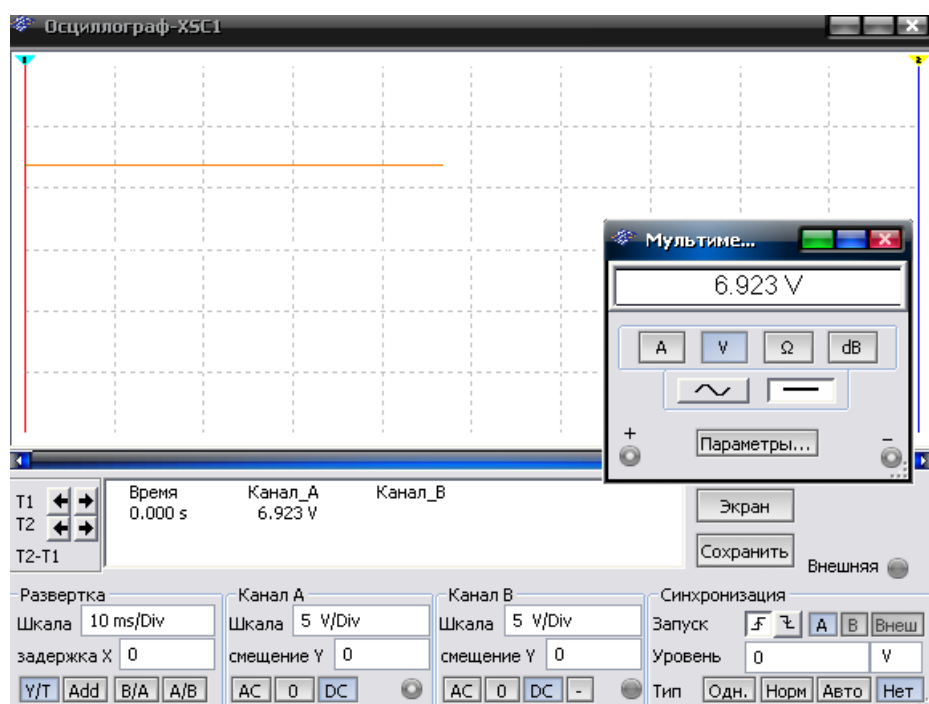 Осциллограф-XSC1
1
2
Мультиме...
6.923 V
A V Ω dB
+ −
Параметры...
T1
T2
T2-T1
Время Канал_A Канал_B
0.000 s 6.923 V
Экран
Сохранить
Внешняя
Развертка
Шкала 10 ms/Div
задержка X 0
Y/T Add B/A A/B
Канал A
Шкала 5 V/Div
смещение Y 0
AC 0 DC
Канал B
Шкала 5 V/Div
смещение Y 0
AC 0 DC -
Синхронизация
Запуск A B Внеш
Уровень 0 V
Тип Одн. Норм Авто Нет